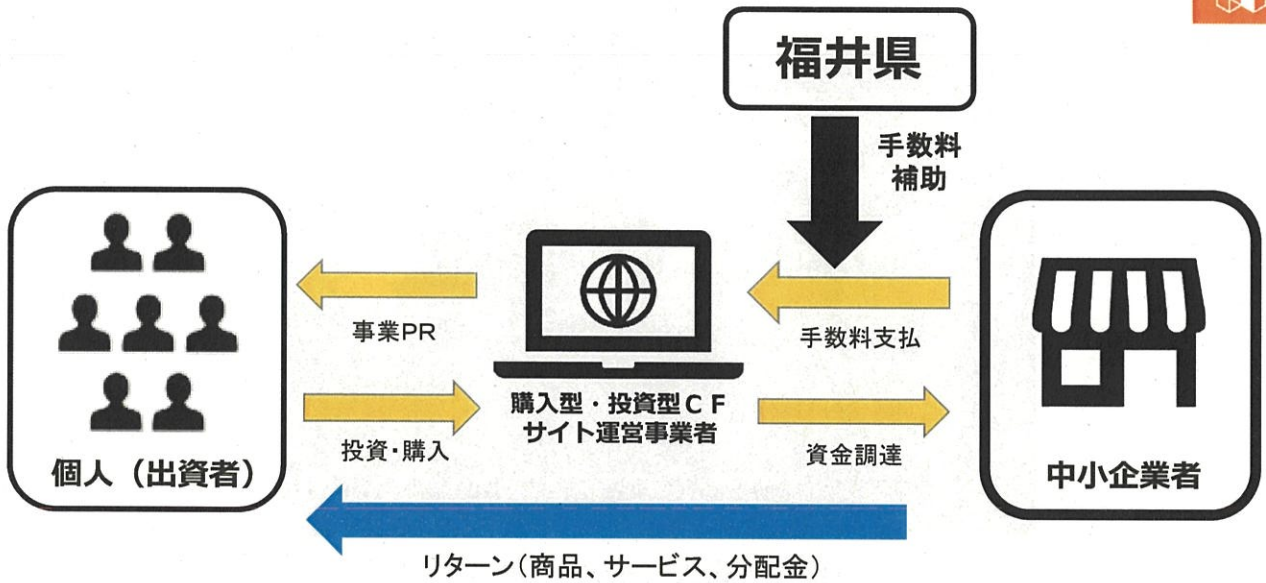 福井県
手数料
補助
事業PR
手数料支払
購入型・投資型ＣＦ
サイト運営事業者
投資・購入
資金調達
個人（出資者）
中小企業者
リターン（商品、サービス、分配金）